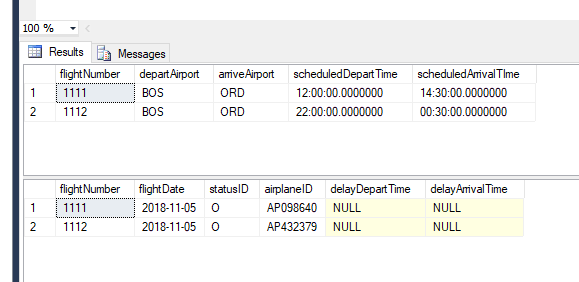 100 %
Results Messages
flightNumber departAirport arriveAirport scheduledDepartTime scheduledArrivalTIme
1 1111 BOS ORD 12:00:00.0000000 14:30:00.0000000
2 1112 BOS ORD 22:00:00.0000000 00:30:00.0000000
flightNumber flightDate statusID airplaneID delayDepartTime delayArrivalTime
1 1111 2018-11-05 O AP098640 NULL NULL
2 1112 2018-11-05 O AP432379 NULL NULL